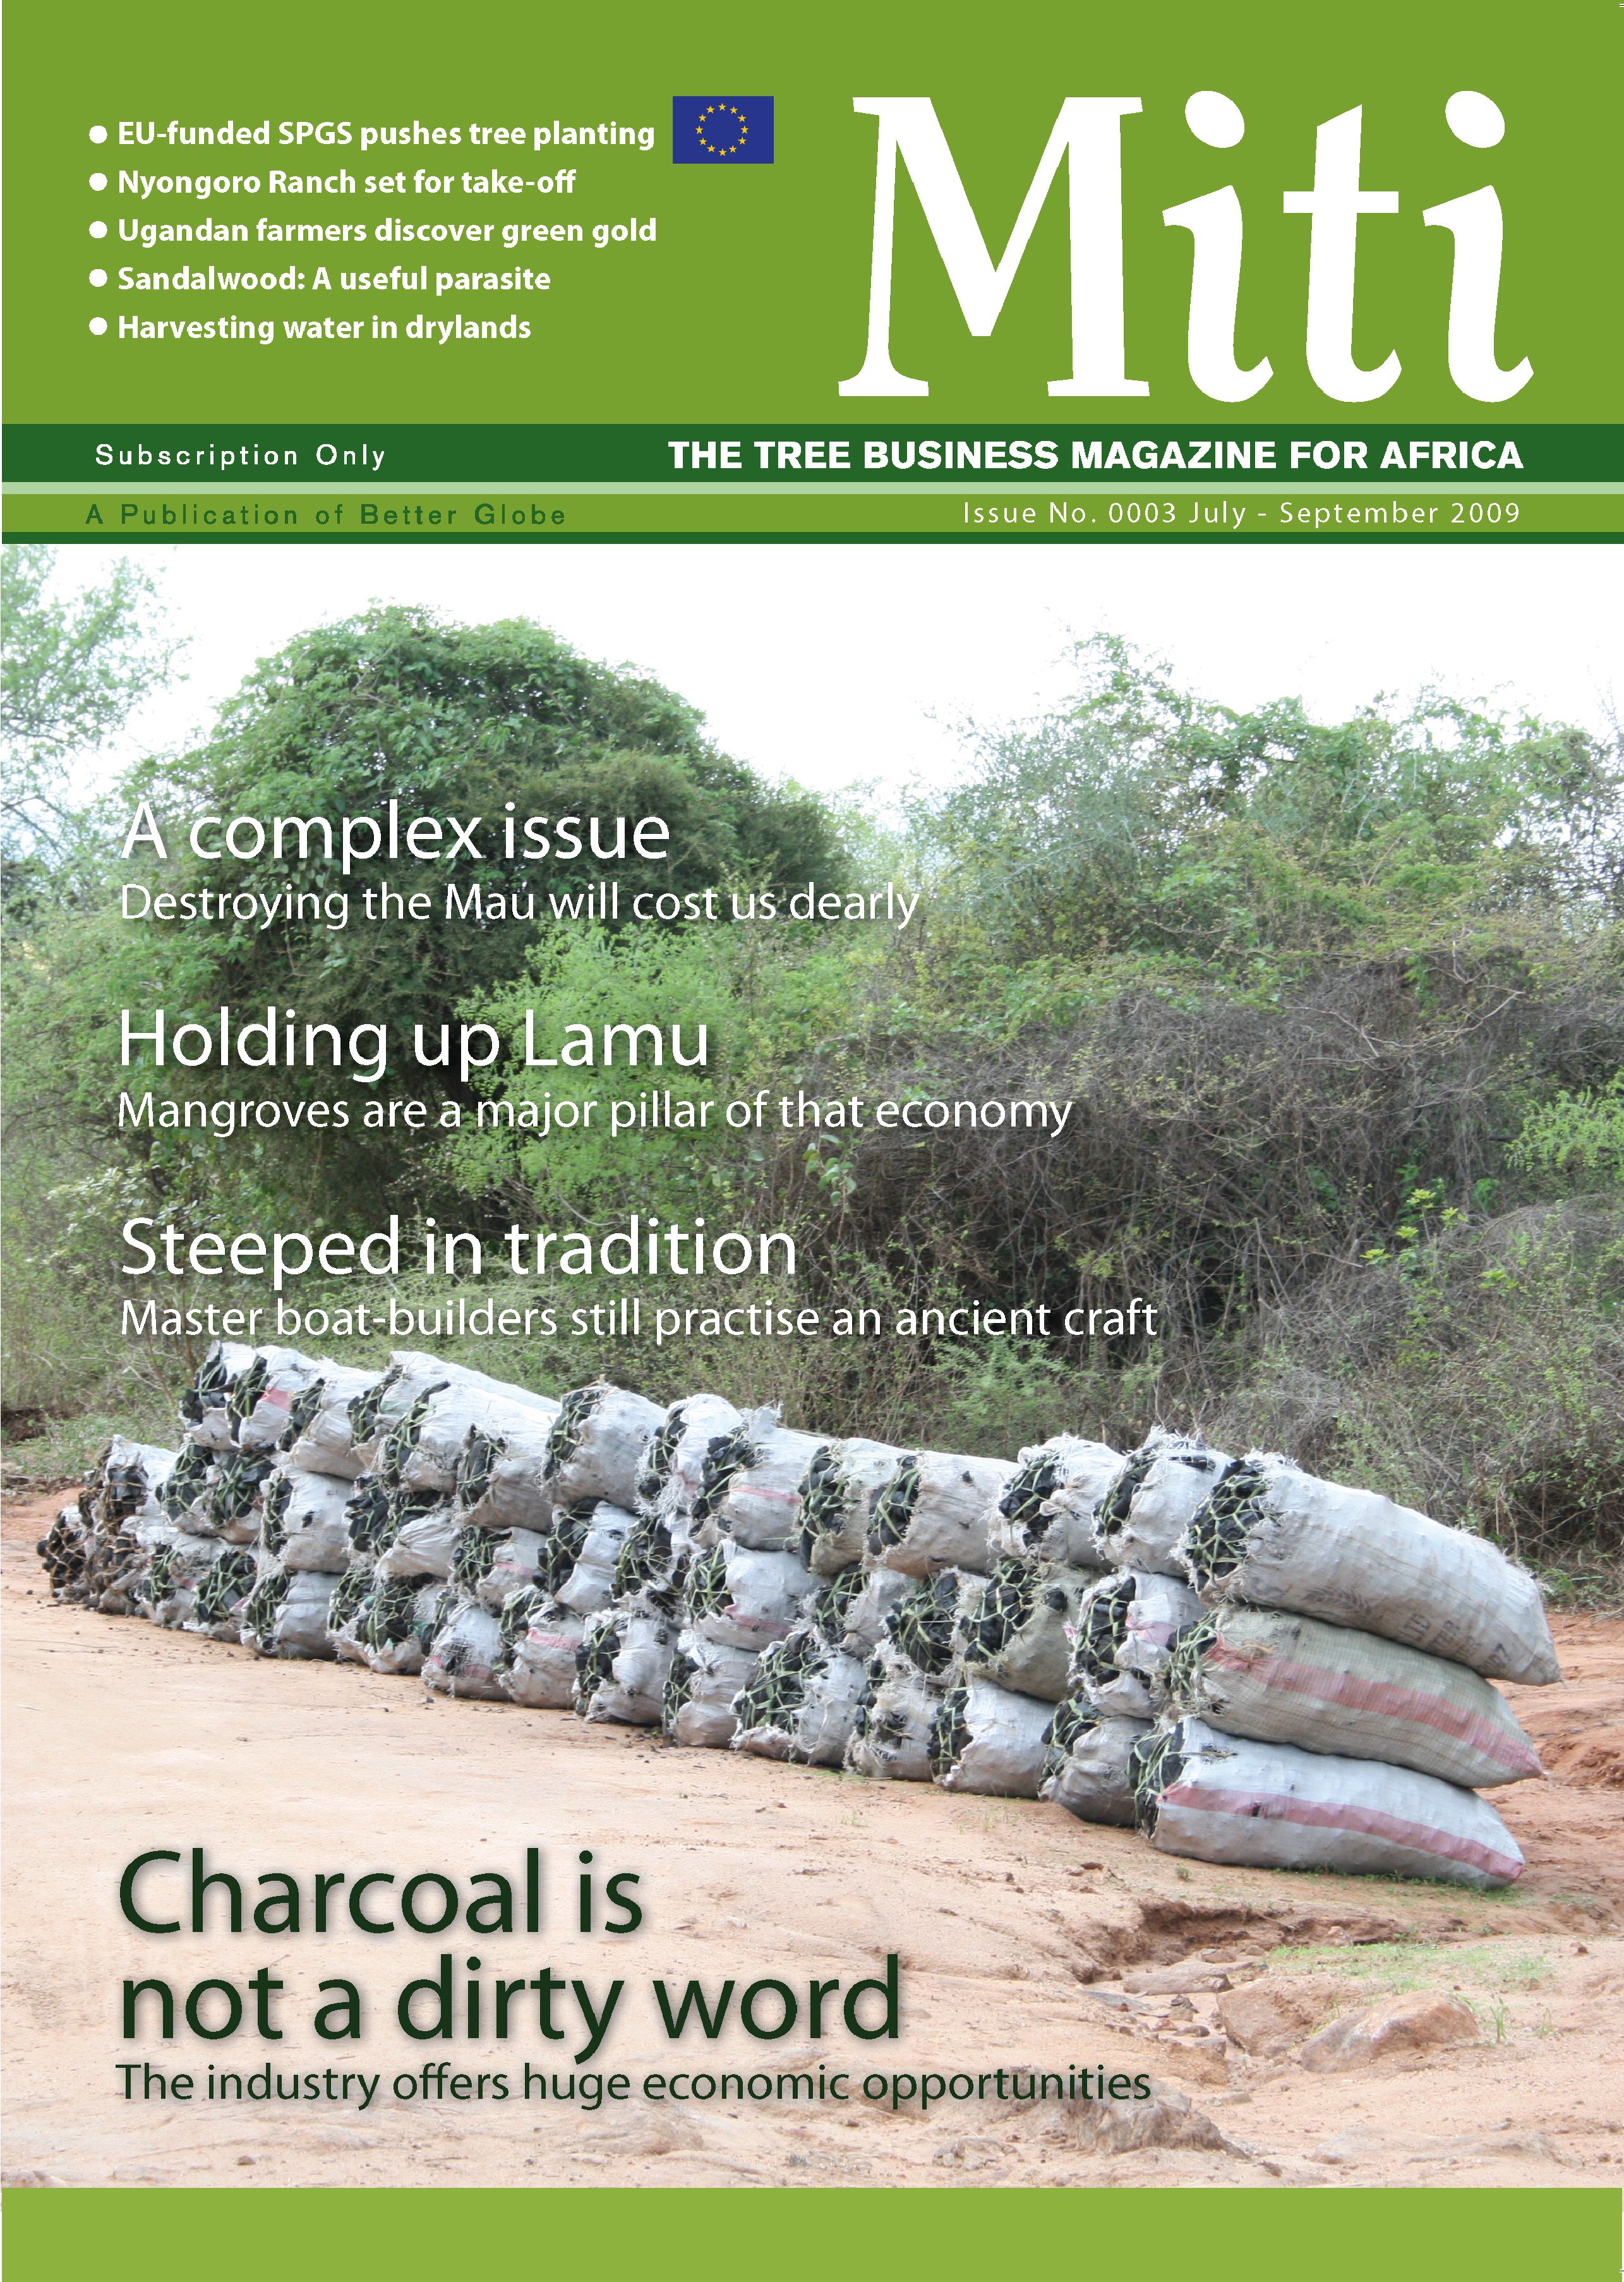 • EU-funded SPGS pushes tree planting
• Nyongoro Ranch set for take-off
• Ugandan farmers discover green gold
• Sandalwood: A useful parasite
• Harvesting water in drylands
Miti
Subscription Only
THE TREE BUSINESS MAGAZINE FOR AFRICA
A Publication of Better Globe
Issue No. 0003 July - September 2009
A complex issue
Destroying the Mau will cost us dearly
Holding up Lamu
Mangroves are a major pillar of that economy
Steeped in tradition
Master boat-builders still practise an ancient craft
Charcoal is
not a dirty word
The industry offers huge economic opportunities